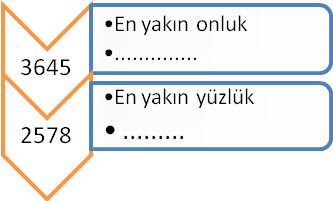 3645
•En yakın onluk
•..............
2578
•En yakın yüzlük
• .........